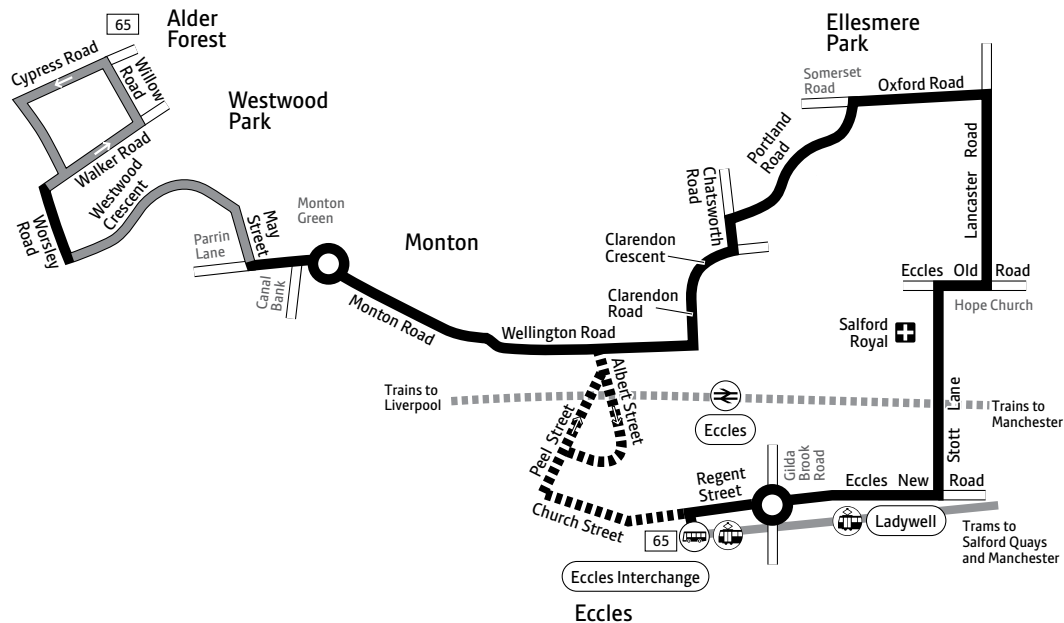 65
Alder
Forest
Cypress Road
Willow
Road
Walker Road
Westwood
Park
Westwood
Crescent
Worsley
Road
May
Street
Parrin
Lane
Canal
Bank
Monton
Green
Monton
Monton Road
Wellington Road
Clarendon
Road
Clarendon
Crescent
Chatsworth
Road
Portland
Road
Somerset
Road
Ellesmere
Park
Oxford Road
Lancaster Road
Eccles Old Road
Hope Church
Salford
Royal
Stott Lane
Trains to
Liverpool
Trains to
Manchester
Eccles
Albert Street
Peel Street
Church Street
Regent
Street
Gilda
Brook
Road
Eccles New Road
Ladywell
Trams to
Salford Quays
and Manchester
65
Eccles Interchange
Eccles